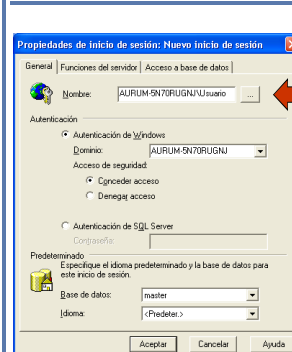 Propiedades de inicio de sesión: Nuevo inicio de sesión
General Funciones del servidor Acceso a base de datos
Nombre: AURUM-5N70RUGNJ\Usuario ...
Autenticación
Autenticación de Windows
Dominio: AURUM-5N70RUGNJ
Acceso de seguridad:
Conceder acceso
Denegar acceso
Autenticación de SQL Server
Contraseña:
Predeterminado
Especifique el idioma predeterminado y la base de datos para
este inicio de sesión.
Base de datos: master
Idioma: <Predeter.>
Aceptar Cancelar Ayuda